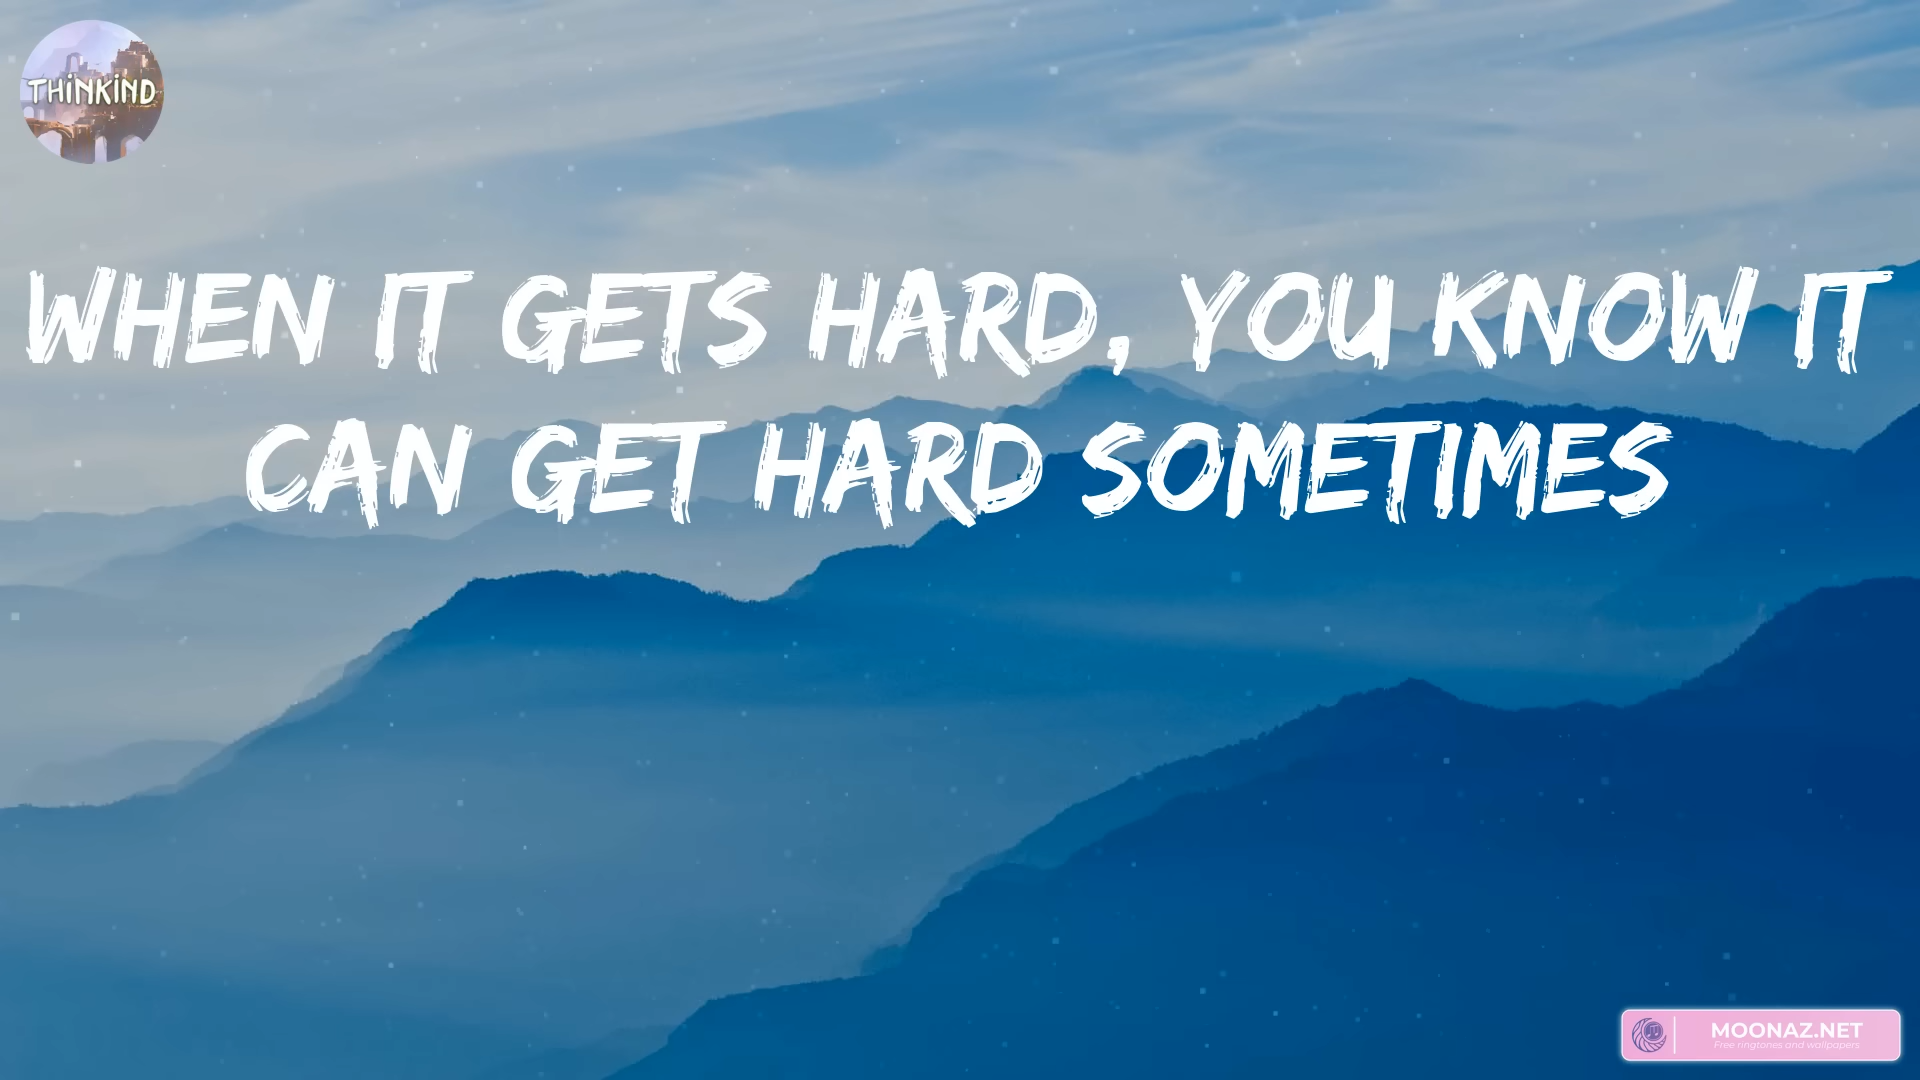 THINKIND
WHEN IT GETS HARD, YOU KNOW IT
CAN GET HARD SOMETIMES
MOONAZ.NET
Free ringtones and wallpapers